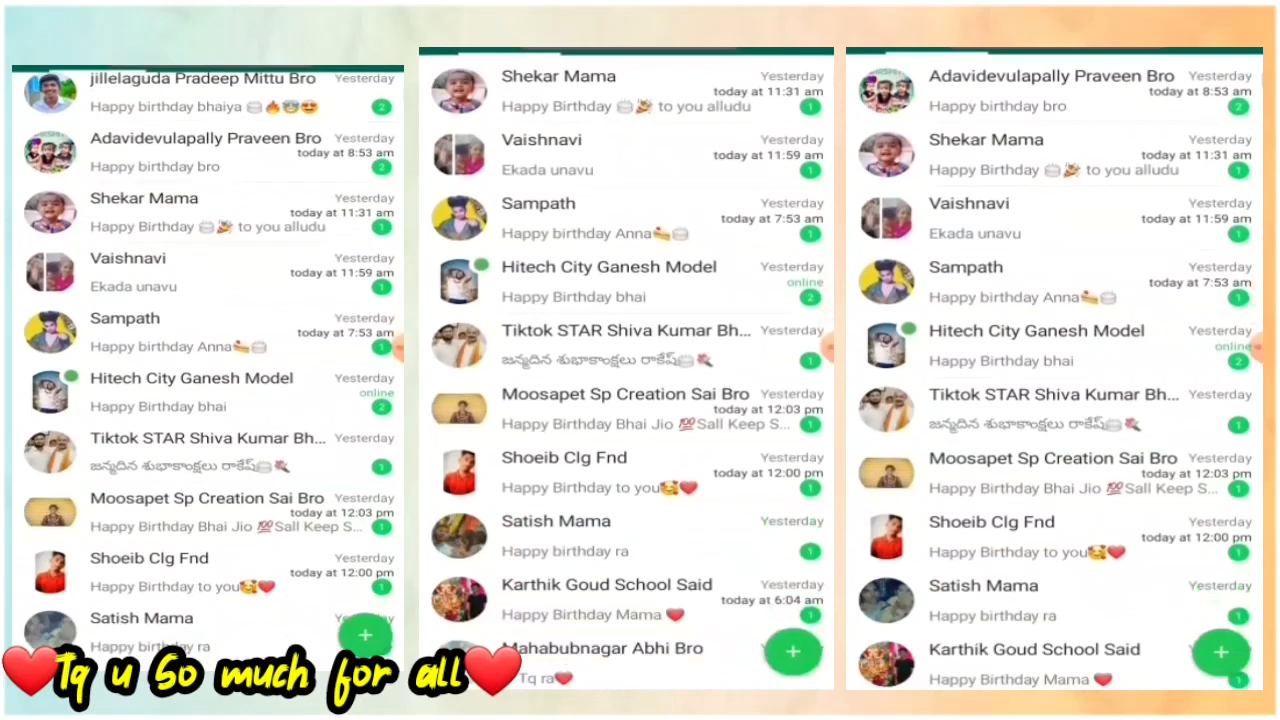 jillelaguda Pradeep Mittu Bro Yesterday
Happy birthday bhaiya 🎂🔥😇😍 2
Adavidevulapally Praveen Bro Yesterday
today at 8:53 am
Happy birthday bro 2
Shekar Mama Yesterday
today at 11:31 am
Happy Birthday 🎂🎉 to you alludu 1
Vaishnavi Yesterday
today at 11:59 am
Ekada unavu 1
Sampath Yesterday
today at 7:53 am
Happy birthday Anna🍰🎂 1
Hitech City Ganesh Model Yesterday
online
Happy Birthday bhai 2
Tiktok STAR Shiva Kumar Bh... Yesterday
జన్మదిన శుభాకాంక్షలు రాకేష్🎂💐 1
Moosapet Sp Creation Sai Bro Yesterday
today at 12:03 pm
Happy Birthday Bhai Jio 💯Sall Keep S... 1
Shoeib Clg Fnd Yesterday
today at 12:00 pm
Happy Birthday to you🥰❤️ 1
Satish Mama Yesterday
Happy birthday ra
Shekar Mama Yesterday
today at 11:31 am
Happy Birthday 🎂🎉 to you alludu 1
Vaishnavi Yesterday
today at 11:59 am
Ekada unavu 1
Sampath Yesterday
today at 7:53 am
Happy birthday Anna🍰🎂 1
Hitech City Ganesh Model Yesterday
online
Happy Birthday bhai 2
Tiktok STAR Shiva Kumar Bh... Yesterday
జన్మదిన శుభాకాంక్షలు రాకేష్🎂💐 1
Moosapet Sp Creation Sai Bro Yesterday
today at 12:03 pm
Happy Birthday Bhai Jio 💯Sall Keep S... 1
Shoeib Clg Fnd Yesterday
today at 12:00 pm
Happy Birthday to you🥰❤️ 1
Satish Mama Yesterday
Happy birthday ra 1
Karthik Goud School Said Yesterday
today at 6:04 am
Happy Birthday Mama ❤️ 1
Mahabubnagar Abhi Bro
Tq ra❤️
Adavidevulapally Praveen Bro Yesterday
today at 8:53 am
Happy birthday bro 2
Shekar Mama Yesterday
today at 11:31 am
Happy Birthday 🎂🎉 to you alludu 1
Vaishnavi Yesterday
today at 11:59 am
Ekada unavu 1
Sampath Yesterday
today at 7:53 am
Happy birthday Anna🍰🎂 1
Hitech City Ganesh Model Yesterday
online
Happy Birthday bhai 2
Tiktok STAR Shiva Kumar Bh... Yesterday
జన్మదిన శుభాకాంక్షలు రాకేష్🎂💐 1
Moosapet Sp Creation Sai Bro Yesterday
today at 12:03 pm
Happy Birthday Bhai Jio 💯Sall Keep S... 1
Shoeib Clg Fnd Yesterday
today at 12:00 pm
Happy Birthday to you🥰❤️ 1
Satish Mama Yesterday
Happy birthday ra 1
Karthik Goud School Said
Happy Birthday Mama ❤️ 1
❤️Tq u So much for all❤️